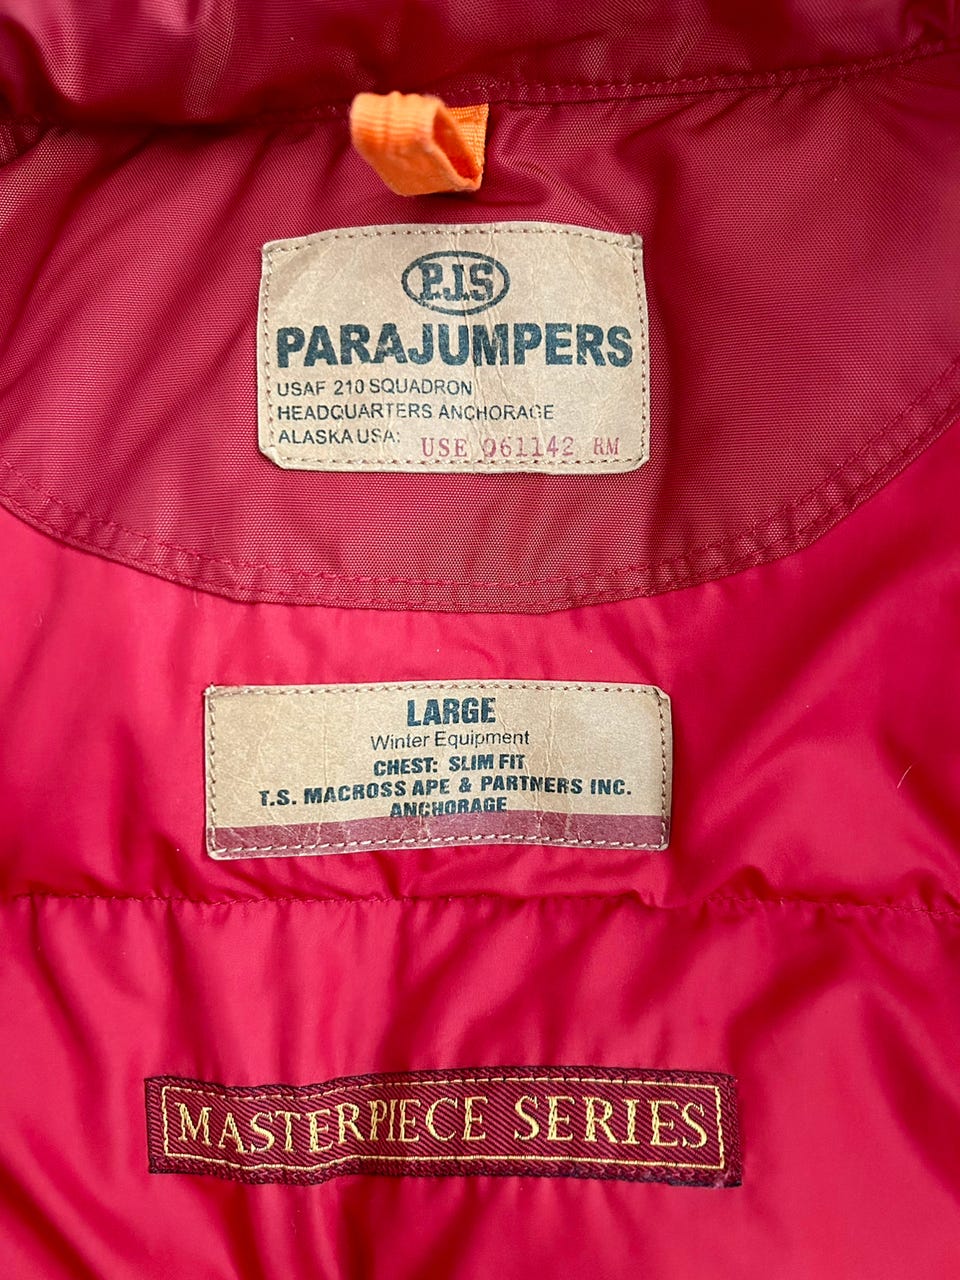 P.J.S
PARAJUMPERS
USAF 210 SQUADRON
HEADQUARTERS ANCHORAGE
ALASKA USA: USE 061142 RM
LARGE
Winter Equipment
CHEST: SLIM FIT
T.S. MACROSS APE & PARTNERS INC.
ANCHORAGE
MASTERPIECE SERIES